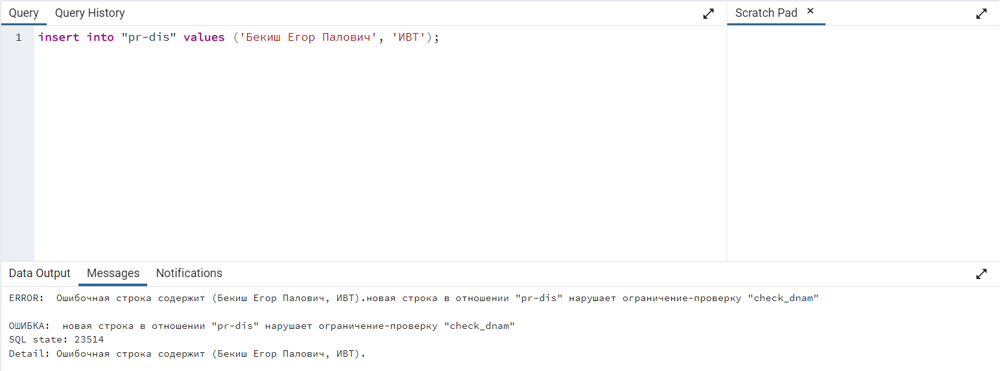 Query Query History
Scratch Pad ×
1 insert into "pr-dis" values ('Бекиш Егор Палович', 'ИВТ');
Data Output Messages Notifications
ERROR:  Ошибочная строка содержит (Бекиш Егор Палович, ИВТ).новая строка в отношении "pr-dis" нарушает ограничение-проверку "check_dnam"
ОШИБКА:  новая строка в отношении "pr-dis" нарушает ограничение-проверку "check_dnam"
SQL state: 23514
Detail: Ошибочная строка содержит (Бекиш Егор Палович, ИВТ).